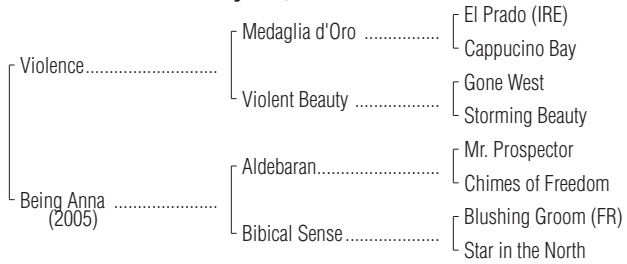 El Prado (IRE)
Medaglia d'Oro ................
Cappucino Bay
Violence............................
Gone West
Violent Beauty ..................
Storming Beauty
Mr. Prospector
Aldebaran..........................
Chimes of Freedom
Being Anna ......................
(2005)
Blushing Groom (FR)
Bibical Sense....................
Star in the North